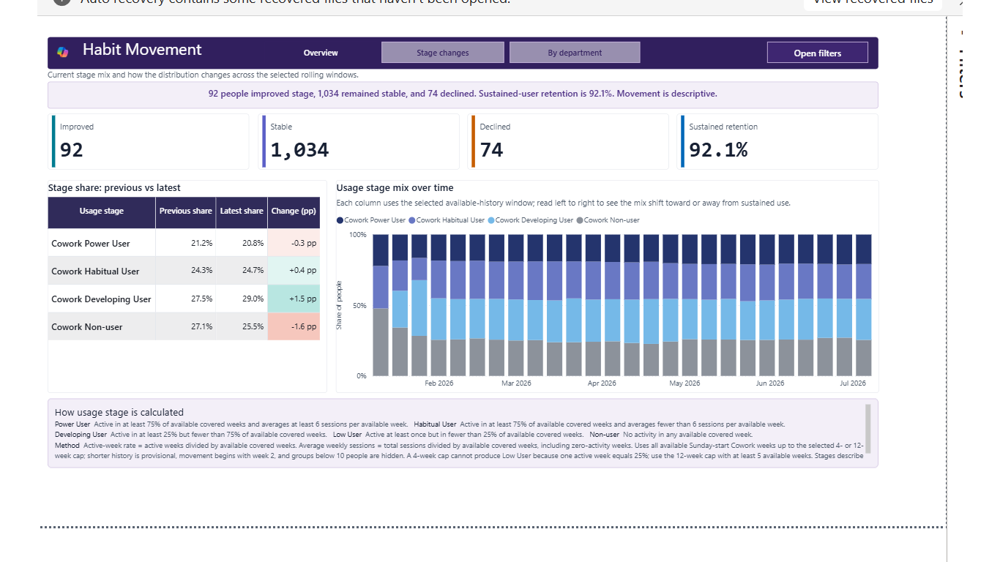 Auto recovery contains some recovered files that haven't been opened.
View recovered files
Habit Movement
Overview
Stage changes
By department
Open filters
Current stage mix and how the distribution changes across the selected rolling windows.
92 people improved stage, 1,034 remained stable, and 74 declined. Sustained-user retention is 92.1%. Movement is descriptive.
Improved
92
Stable
1,034
Declined
74
Sustained retention
92.1%
Stage share: previous vs latest
Usage stage Previous share Latest share Change (pp)
Cowork Power User 21.2% 20.8% -0.3 pp
Cowork Habitual User 24.3% 24.7% +0.4 pp
Cowork Developing User 27.5% 29.0% +1.5 pp
Cowork Non-user 27.1% 25.5% -1.6 pp
Usage stage mix over time
Each column uses the selected available-history window; read left to right to see the mix shift toward or away from sustained use.
Cowork Power User Cowork Habitual User Cowork Developing User Cowork Non-user
Share of people
100%
50%
0%
Feb 2026 Mar 2026 Apr 2026 May 2026 Jun 2026 Jul 2026
How usage stage is calculated
Power User Active in at least 75% of available covered weeks and averages at least 6 sessions per available week. Habitual User Active in at least 75% of available covered weeks and averages fewer than 6 sessions per available week.
Developing User Active in at least 25% but fewer than 75% of available covered weeks. Low User Active at least once but in fewer than 25% of available covered weeks. Non-user No activity in any available covered week.
Method Active-week rate = active weeks divided by available covered weeks. Average weekly sessions = total sessions divided by available covered weeks, including zero-activity weeks. Uses all available Sunday-start Cowork weeks up to the selected 4- or 12-
week cap; shorter history is provisional, movement begins with week 2, and groups below 10 people are hidden. A 4-week cap cannot produce Low User because one active week equals 25%; use the 12-week cap with at least 5 available weeks. Stages describe